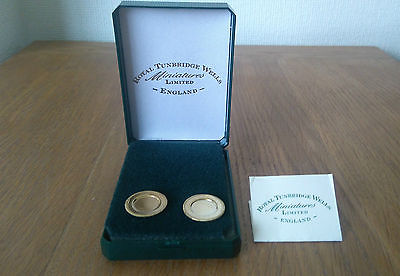 ROYAL TUNBRIDGE WELLS
Miniatures
LIMITED
ENGLAND
ROYAL TUNBRIDGE WELLS
Miniatures
LIMITED
ENGLAND